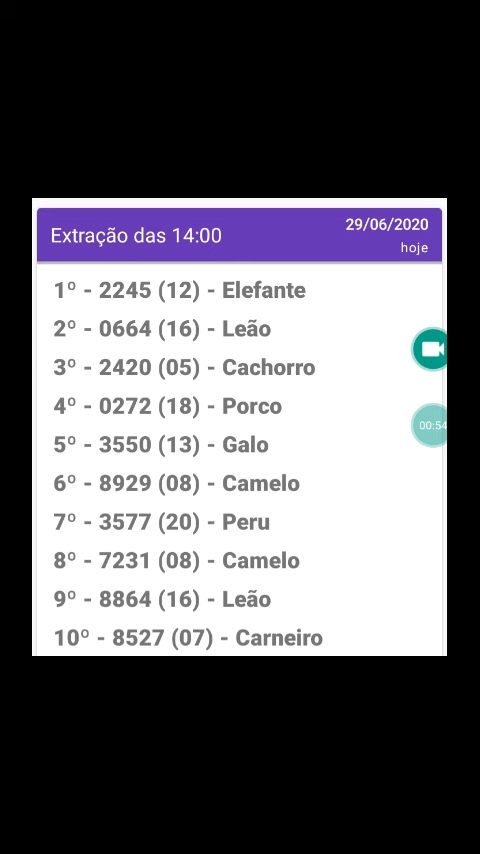 Extração das 14:00
29/06/2020
hoje
1º - 2245 (12) - Elefante
2º - 0664 (16) - Leão
3º - 2420 (05) - Cachorro
4º - 0272 (18) - Porco
5º - 3550 (13) - Galo
6º - 8929 (08) - Camelo
7º - 3577 (20) - Peru
8º - 7231 (08) - Camelo
9º - 8864 (16) - Leão
10º - 8527 (07) - Carneiro
00:54